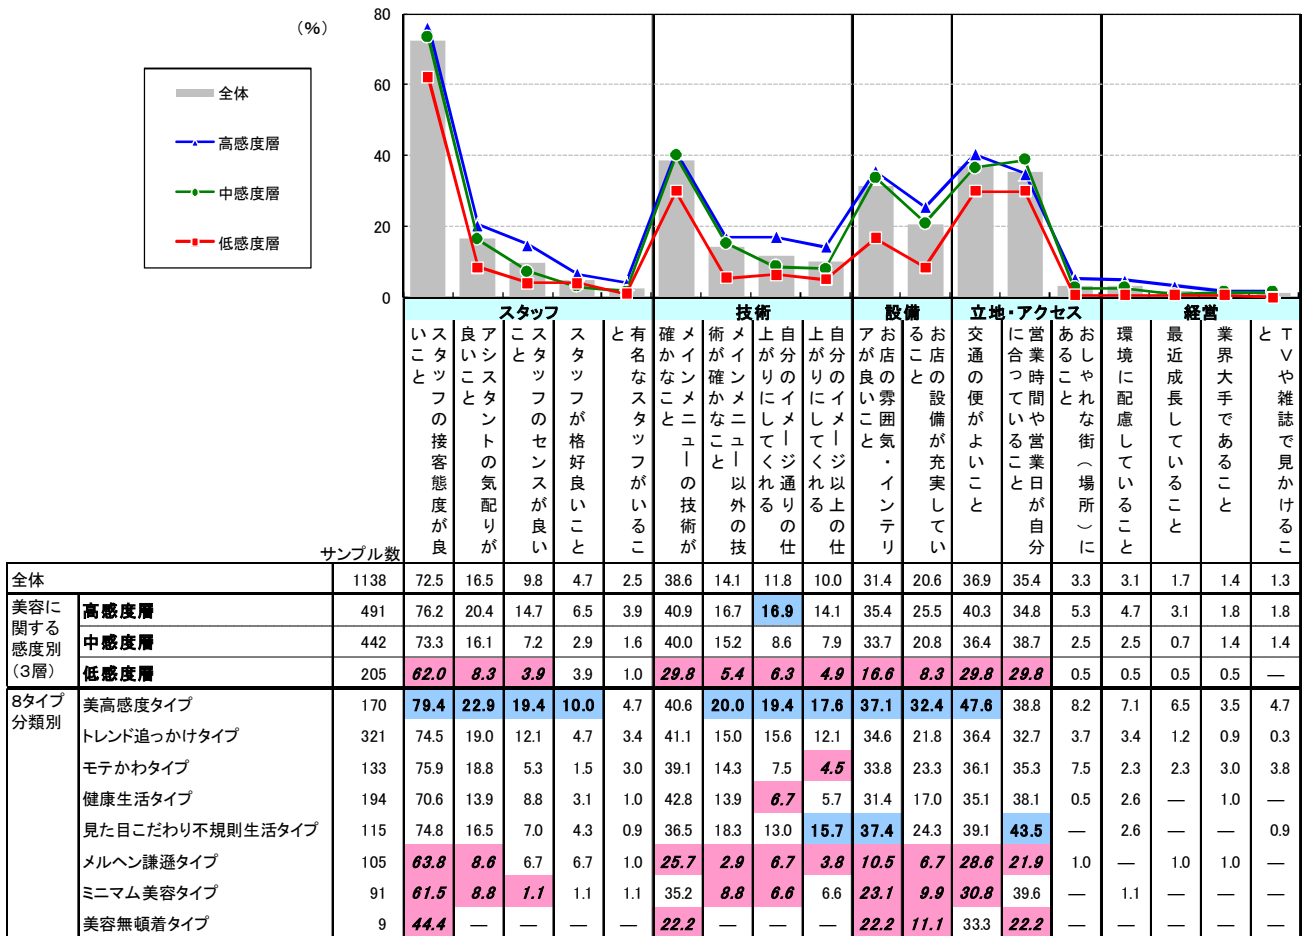 (%)
80
60
40
20
0
全体
高感度層
中感度層
低感度層
スタッフ 技術 設備 立地・アクセス 経営
スタッフの接客態度が良いこと
アシスタントの気配りが良いこと
スタッフのセンスが良いこと
スタッフが格好良いこと
有名なスタッフがいること
メインメニューの技術が確かなこと
メインメニュー以外の技術が確かなこと
自分のイメージ通りの仕上がりにしてくれる
自分のイメージ以上の仕上がりにしてくれる
お店の雰囲気・インテリアが良いこと
お店の設備が充実していること
交通の便がよいこと
営業時間や営業日が自分に合っていること
おしゃれな街(場所)にあること
環境に配慮していること
最近成長していること
業界大手であること
TVや雑誌で見かけること
サンプル数
全体 1138 72.5 16.5 9.8 4.7 2.5 38.6 14.1 11.8 10.0 31.4 20.6 36.9 35.4 3.3 3.1 1.7 1.4 1.3
美容に関する感度別(3層)
高感度層 491 76.2 20.4 14.7 6.5 3.9 40.9 16.7 16.9 14.1 35.4 25.5 40.3 34.8 5.3 4.7 3.1 1.8 1.8
中感度層 442 73.3 16.1 7.2 2.9 1.6 40.0 15.2 8.6 7.9 33.7 20.8 36.4 38.7 2.5 2.5 0.7 1.4 1.4
低感度層 205 62.0 8.3 3.9 3.9 1.0 29.8 5.4 6.3 4.9 16.6 8.3 29.8 29.8 0.5 0.5 0.5 0.5 —
8タイプ分類別
美高感度タイプ 170 79.4 22.9 19.4 10.0 4.7 40.6 20.0 19.4 17.6 37.1 32.4 47.6 38.8 8.2 7.1 6.5 3.5 4.7
トレンド追っかけタイプ 321 74.5 19.0 12.1 4.7 3.4 41.1 15.0 15.6 12.1 34.6 21.8 36.4 32.7 3.7 3.4 1.2 0.9 0.3
モテかわタイプ 133 75.9 18.8 5.3 1.5 3.0 39.1 14.3 7.5 4.5 33.8 23.3 36.1 35.3 7.5 2.3 2.3 3.0 3.8
健康生活タイプ 194 70.6 13.9 8.8 3.1 1.0 42.8 13.9 6.7 5.7 31.4 17.0 35.1 38.1 0.5 2.6 — 1.0 —
見た目こだわり不規則生活タイプ 115 74.8 16.5 7.0 4.3 0.9 36.5 18.3 13.0 15.7 37.4 24.3 39.1 43.5 — 2.6 — — 0.9
メルヘン謙遜タイプ 105 63.8 8.6 6.7 6.7 1.0 25.7 2.9 6.7 3.8 10.5 6.7 28.6 21.9 1.0 — 1.0 1.0 —
ミニマム美容タイプ 91 61.5 8.8 1.1 1.1 1.1 35.2 8.8 6.6 6.6 23.1 9.9 30.8 39.6 — 1.1 — — —
美容無頓着タイプ 9 44.4 — — — — 22.2 — — — 22.2 11.1 33.3 22.2 — — — — —